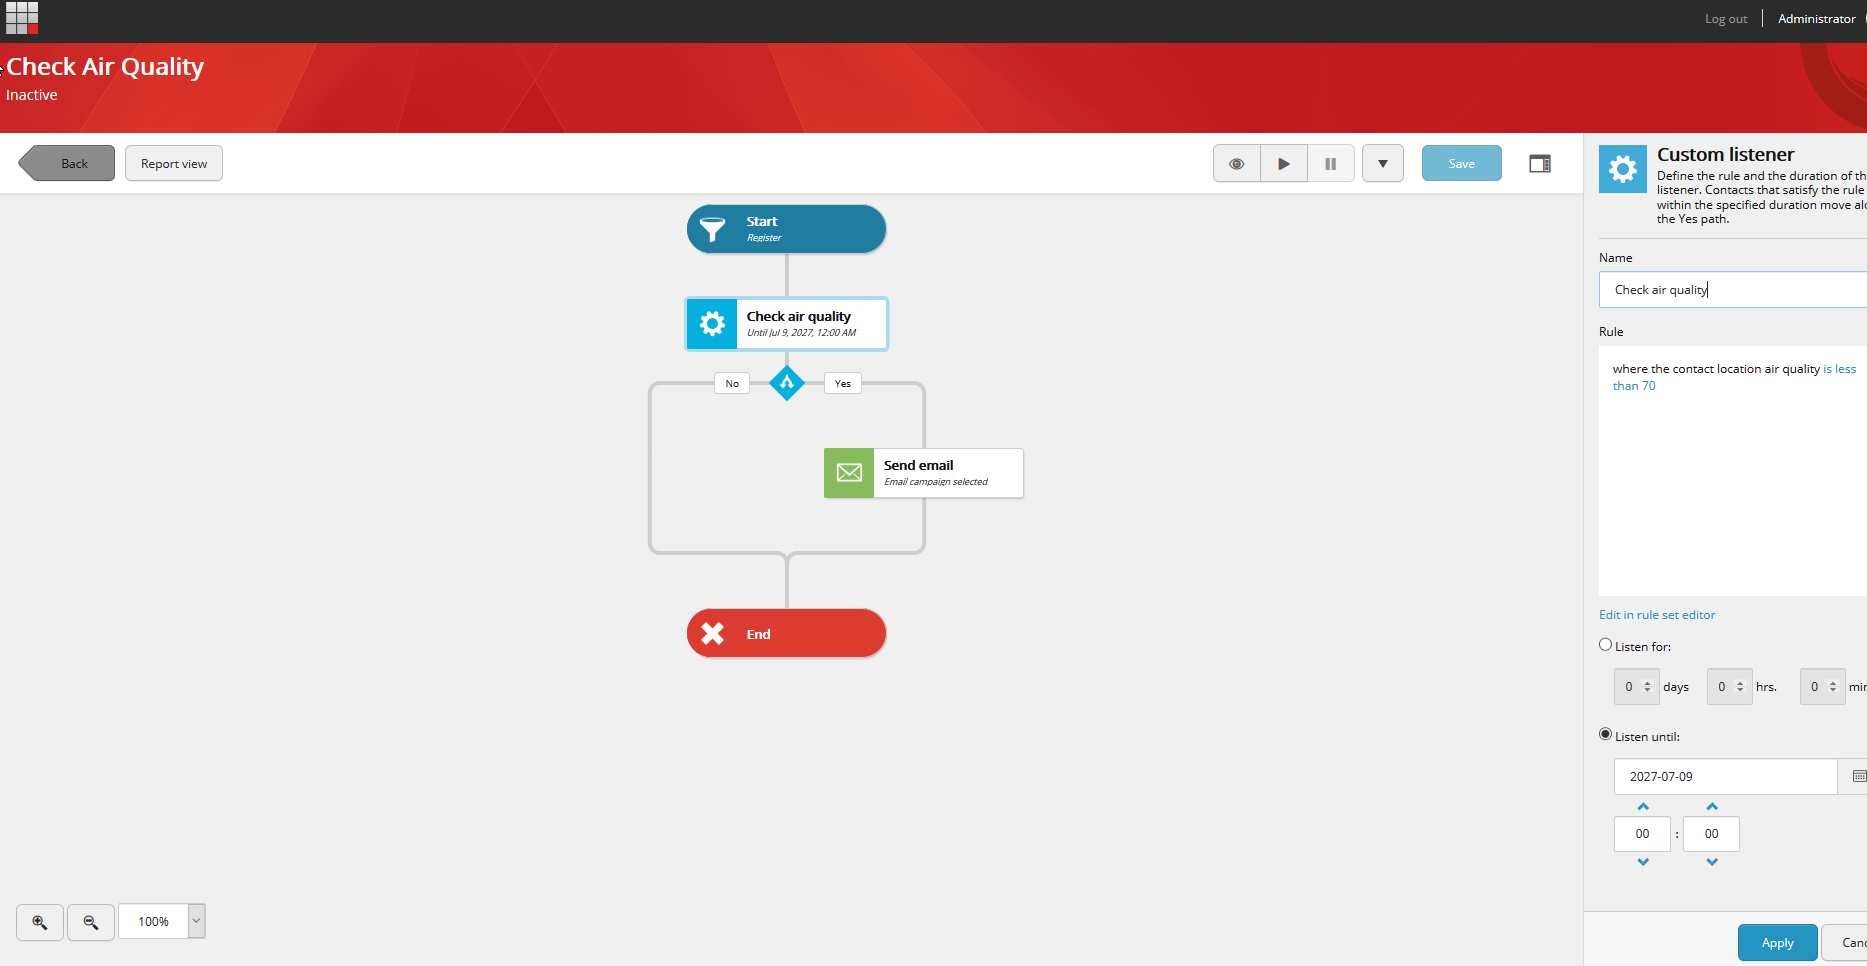 Log out
Administrator
Check Air Quality
Inactive
Back
Report view
Save
Start
Register
Check air quality
Until Jul 9, 2027, 12:00 AM
No
Yes
Send email
Email campaign selected
End
100%
Custom listener
Define the rule and the duration of th
listener. Contacts that satisfy the rule
within the specified duration move alo
the Yes path.
Name
Check air quality
Rule
where the contact location air quality is less
than 70
Edit in rule set editor
Listen for:
0 days 0 hrs. 0 min
Listen until:
2027-07-09
00 : 00
Apply
Canc